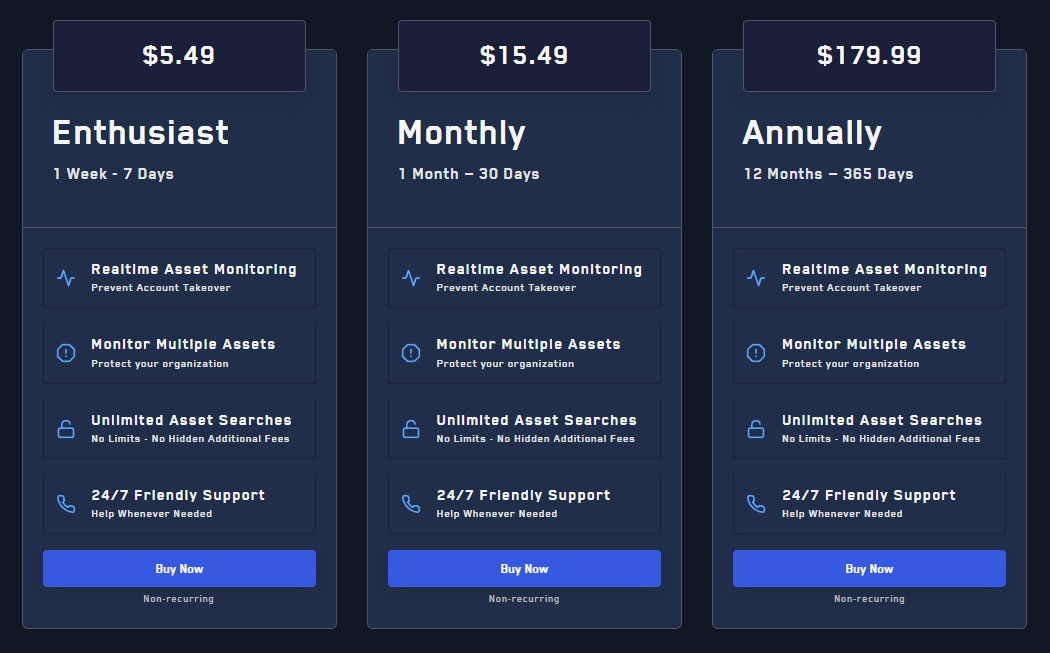 $5.49
Enthusiast
1 Week - 7 Days
Realtime Asset Monitoring
Prevent Account Takeover
Monitor Multiple Assets
Protect your organization
Unlimited Asset Searches
No Limits - No Hidden Additional Fees
24/7 Friendly Support
Help Whenever Needed
Buy Now
Non-recurring
$15.49
Monthly
1 Month – 30 Days
Realtime Asset Monitoring
Prevent Account Takeover
Monitor Multiple Assets
Protect your organization
Unlimited Asset Searches
No Limits - No Hidden Additional Fees
24/7 Friendly Support
Help Whenever Needed
Buy Now
Non-recurring
$179.99
Annually
12 Months – 365 Days
Realtime Asset Monitoring
Prevent Account Takeover
Monitor Multiple Assets
Protect your organization
Unlimited Asset Searches
No Limits - No Hidden Additional Fees
24/7 Friendly Support
Help Whenever Needed
Buy Now
Non-recurring